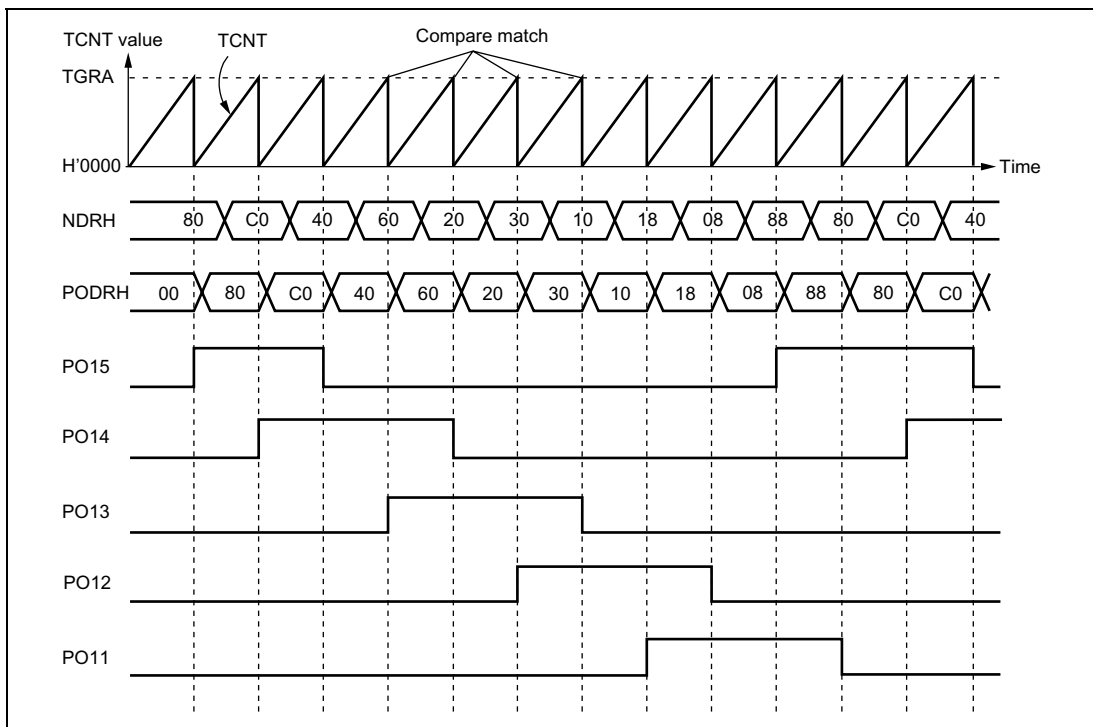 TCNT value
TCNT
Compare match
TGRA
H'0000
Time
NDRH
80 C0 40 60 20 30 10 18 08 88 80 C0 40
PODRH
00 80 C0 40 60 20 30 10 18 08 88 80 C0
PO15
PO14
PO13
PO12
PO11